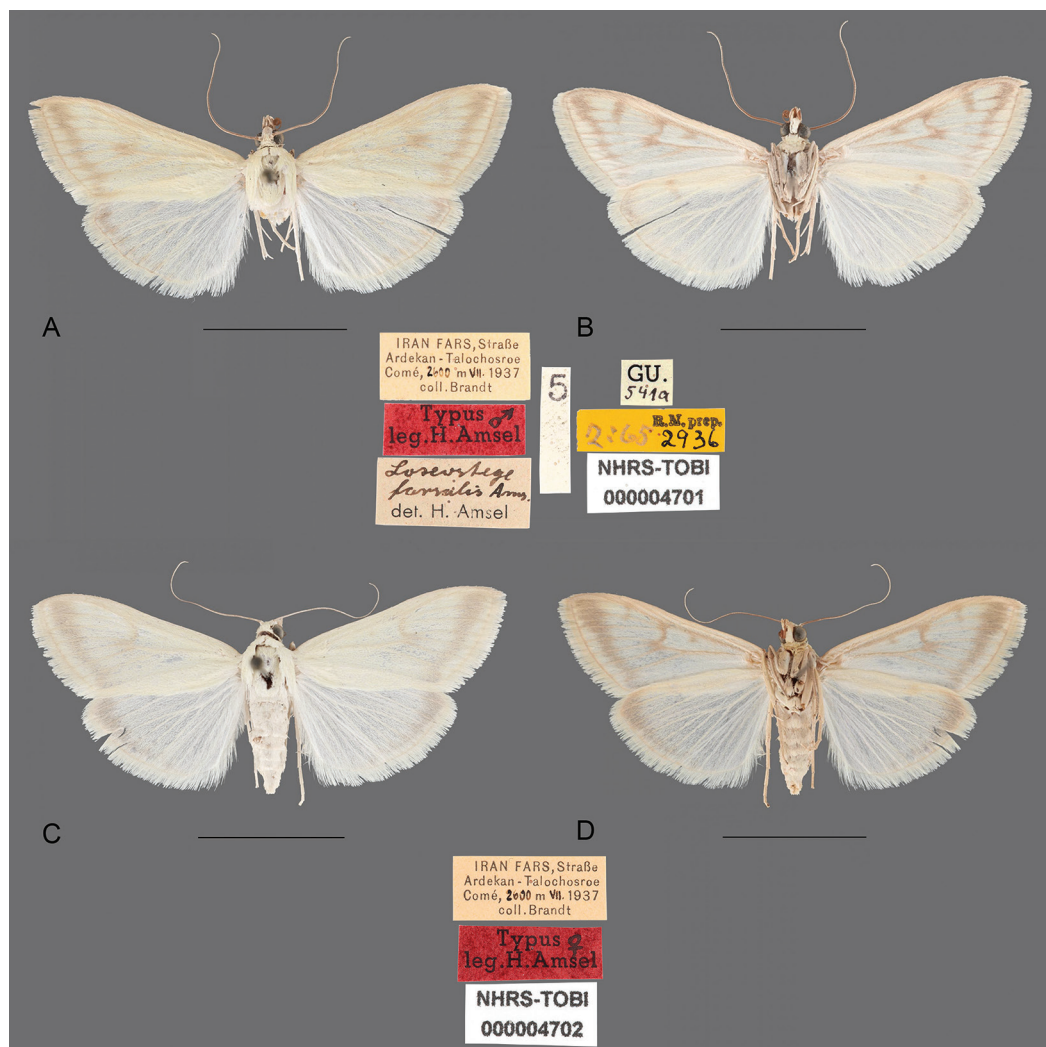 A
B
IRAN FARS, Straße
Ardekan - Talochosroe
Comé, 2600 m VII. 1937
coll. Brandt
Typus ♂
leg. H. Amsel
Loxostege
farsalis Ams.
det. H. Amsel
5
GU.
541a
R.M. prep.
2936
NHRS-TOBI
000004701
C
D
IRAN FARS, Straße
Ardekan - Talochosroe
Comé, 2600 m VII. 1937
coll. Brandt
Typus ♀
leg. H. Amsel
NHRS-TOBI
000004702